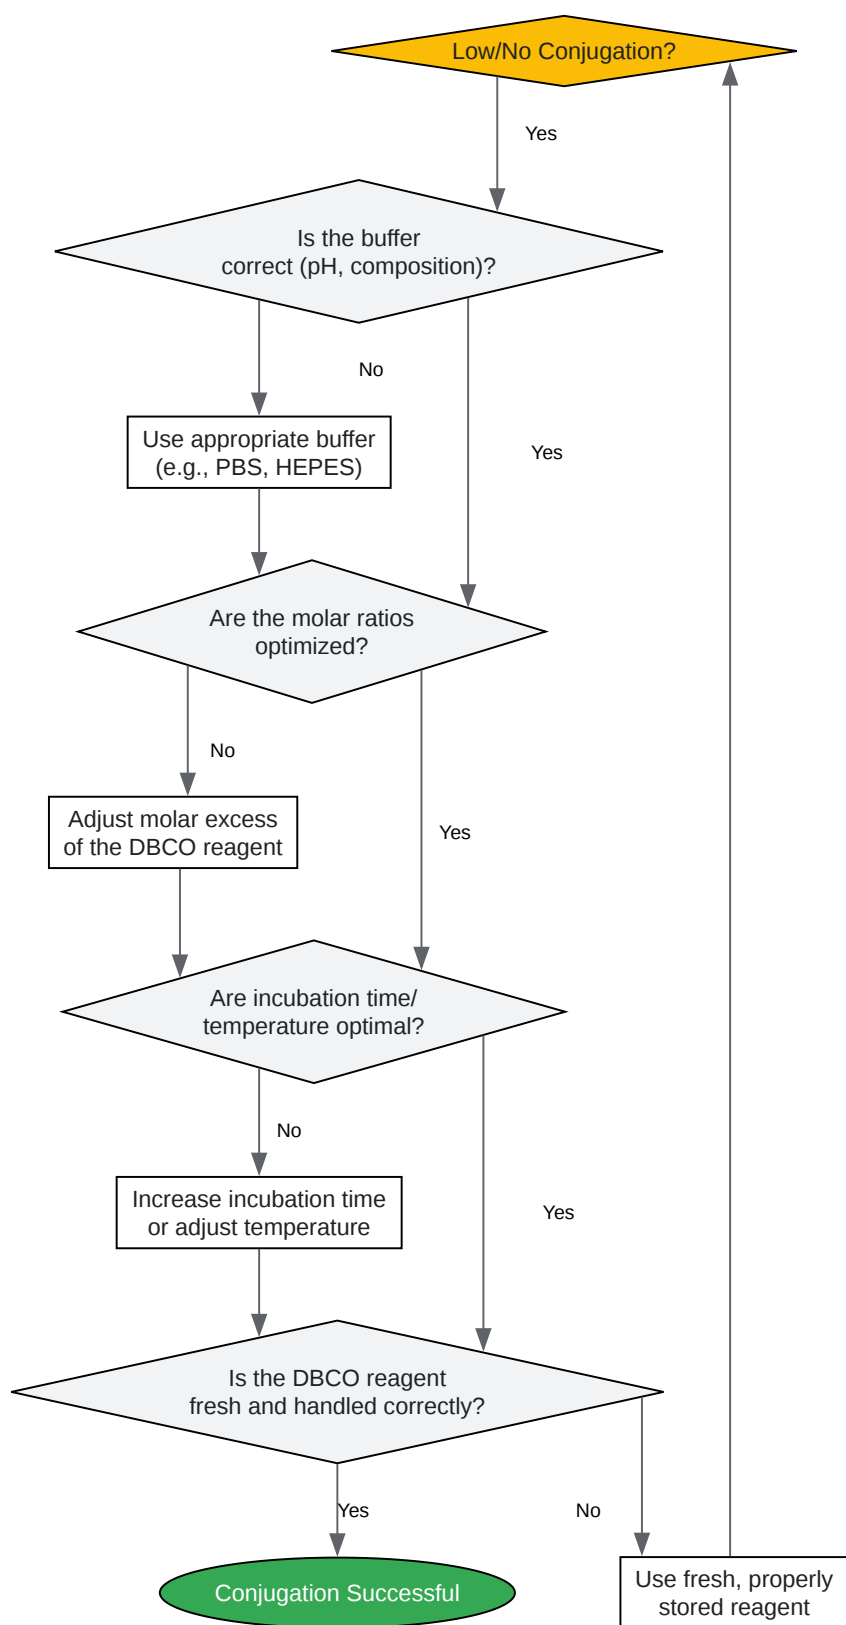 Low/No Conjugation?
Yes
Is the buffer
correct (pH, composition)?
No
Use appropriate buffer
(e.g., PBS, HEPES)
Yes
Are the molar ratios
optimized?
No
Adjust molar excess
of the DBCO reagent
Yes
Are incubation time/
temperature optimal?
No
Increase incubation time
or adjust temperature
Yes
Is the DBCO reagent
fresh and handled correctly?
Yes
No
Conjugation Successful
Use fresh, properly
stored reagent